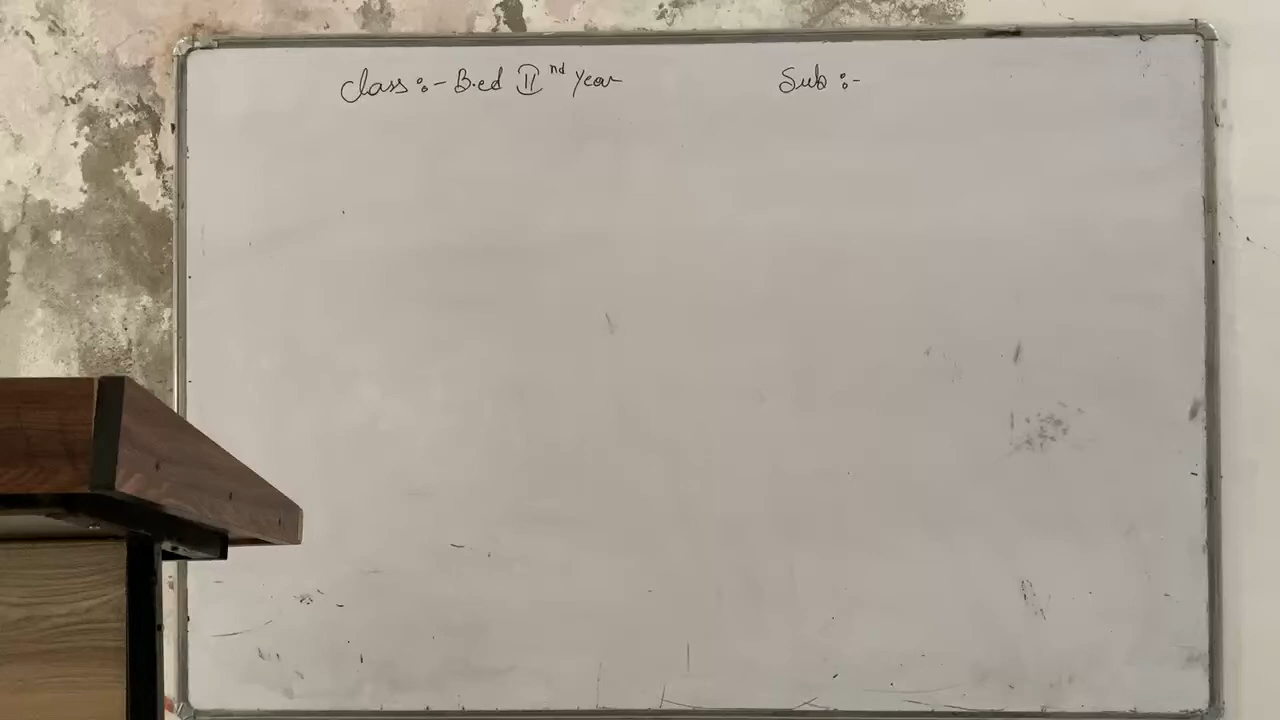 Class :- B.ed II nd year Sub :-